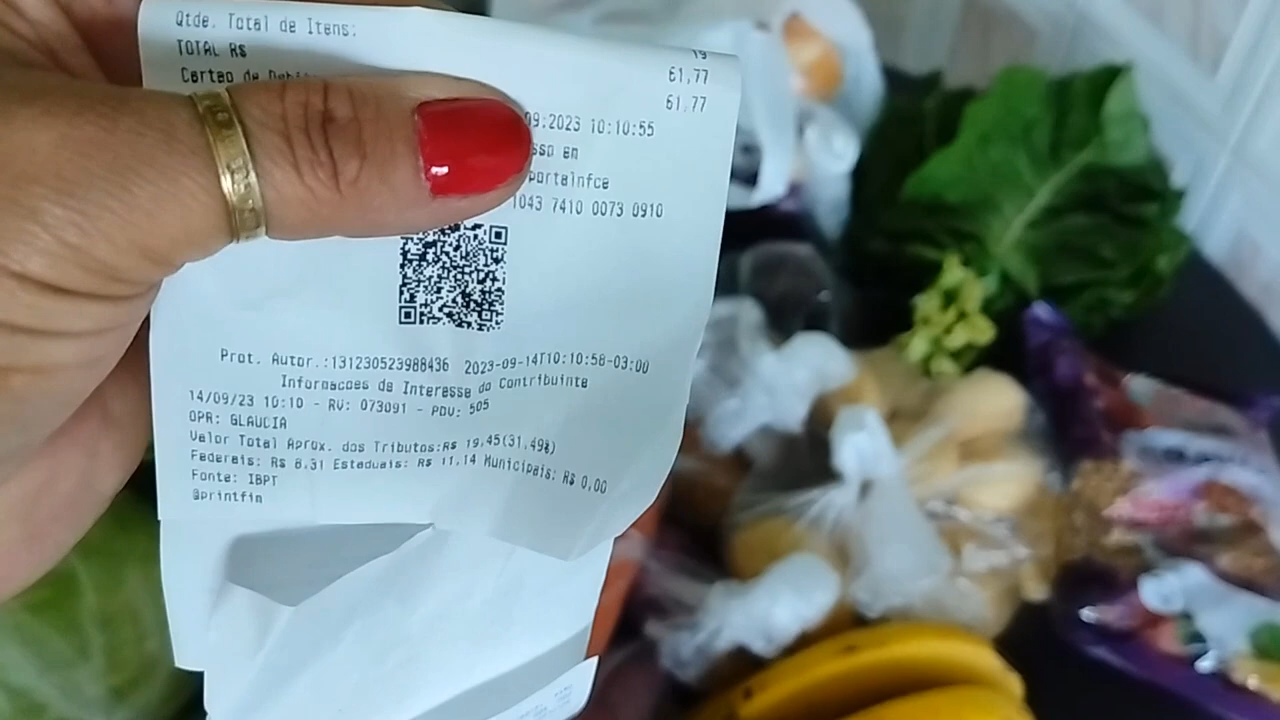 Qtde. Total de Itens:
19
TOTAL R$
61,77
Cartao de Debi
61,77
09:2023 10:10:55
sso em
portalnfce
1043 7410 0073 0910
Prot. Autor.:131230523988436 2023-09-14T10:10:58-03:00
Informacoes de Interesse do Contribuinte
14/09/23 10:10 - RV: 073091 - PDV: 505
OPR: GLAUCIA
Valor Total Aprox. dos Tributos:R$ 19,45(31,49%)
Federais: R$ 8,31 Estaduais: R$ 11,14 Municipais: R$ 0,00
Fonte: IBPT
@printfin